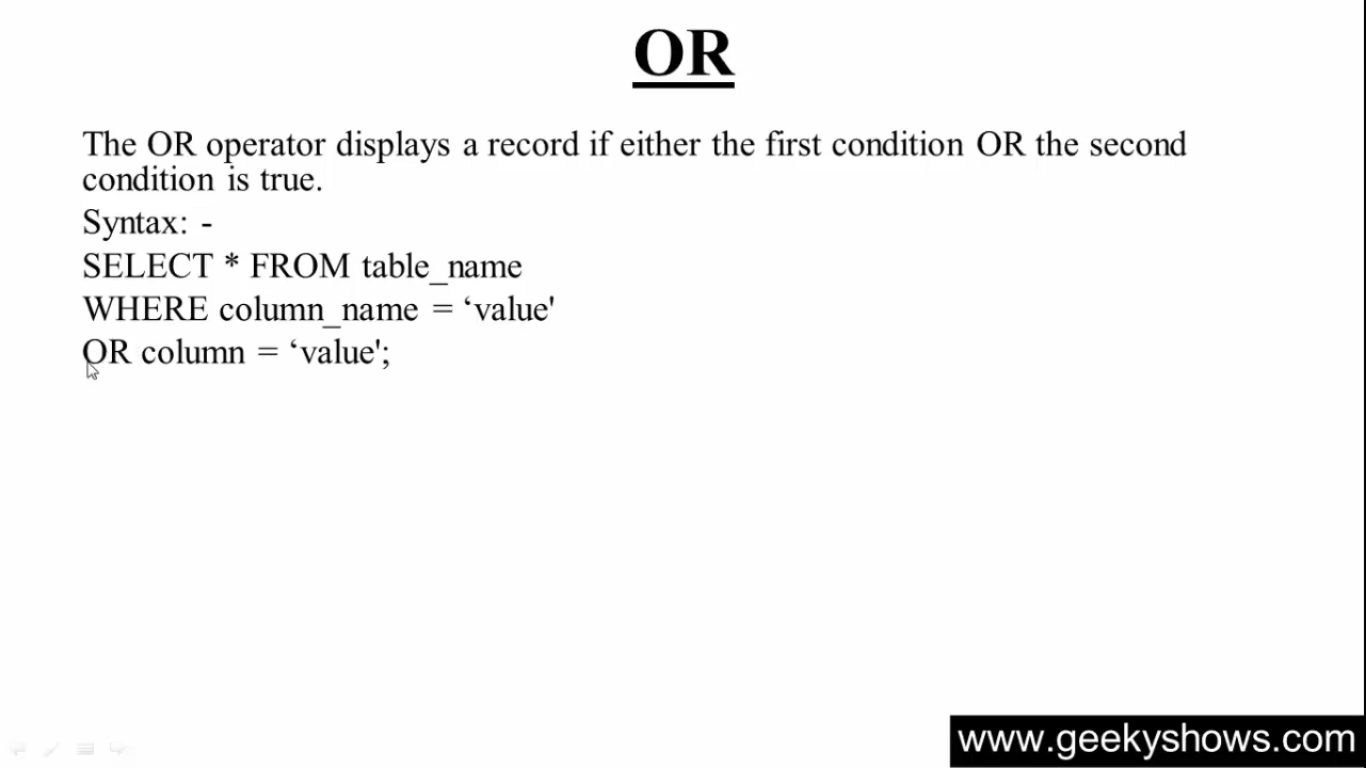 OR
The OR operator displays a record if either the first condition OR the second
condition is true.
Syntax: -
SELECT * FROM table_name
WHERE column_name = ‘value'
OR column = ‘value';
www.geekyshows.com